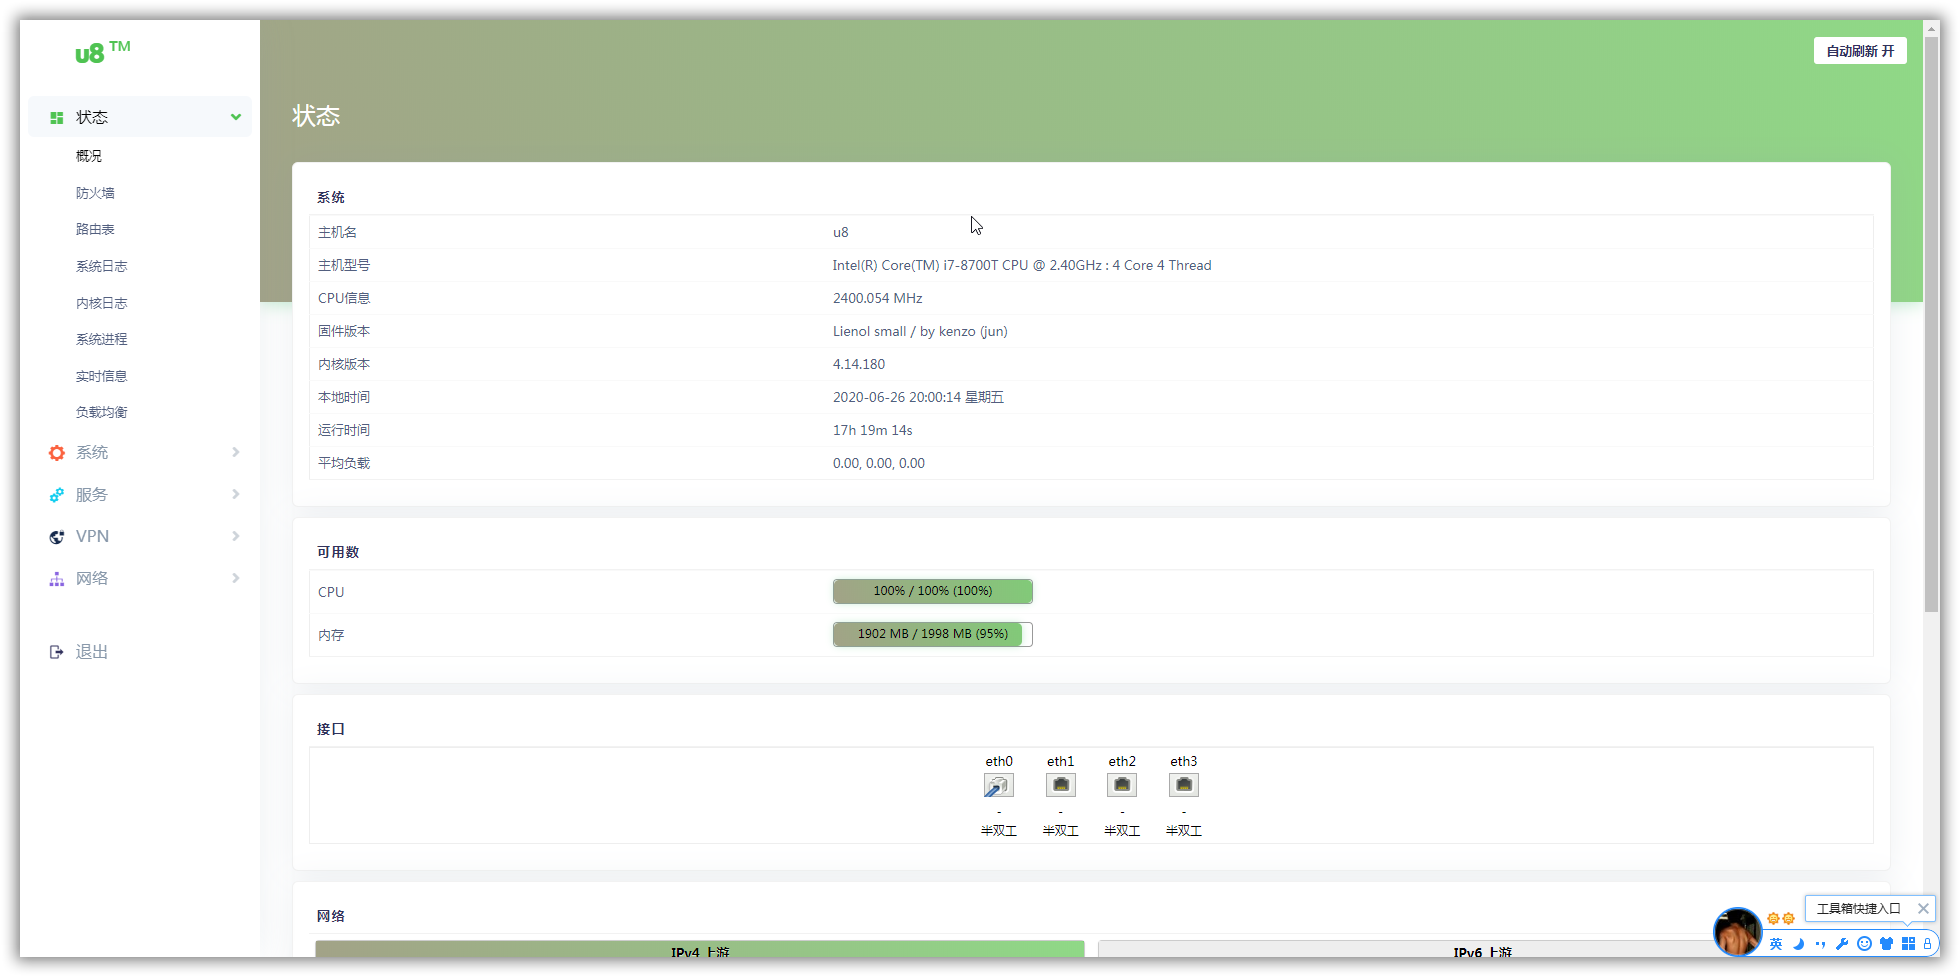 u8 ™
自动刷新 开
状态
概况
防火墙
路由表
系统日志
内核日志
系统进程
实时信息
负载均衡
系统
服务
VPN
网络
退出
状态
系统
主机名 u8
主机型号 Intel(R) Core(TM) i7-8700T CPU @ 2.40GHz : 4 Core 4 Thread
CPU信息 2400.054 MHz
固件版本 Lienol small / by kenzo (jun)
内核版本 4.14.180
本地时间 2020-06-26 20:00:14 星期五
运行时间 17h 19m 14s
平均负载 0.00, 0.00, 0.00
可用数
CPU 100% / 100% (100%)
内存 1902 MB / 1998 MB (95%)
接口
eth0 eth1 eth2 eth3
- - - -
半双工 半双工 半双工 半双工
网络
IPv4 上游 IPv6 上游
工具箱快捷入口
英